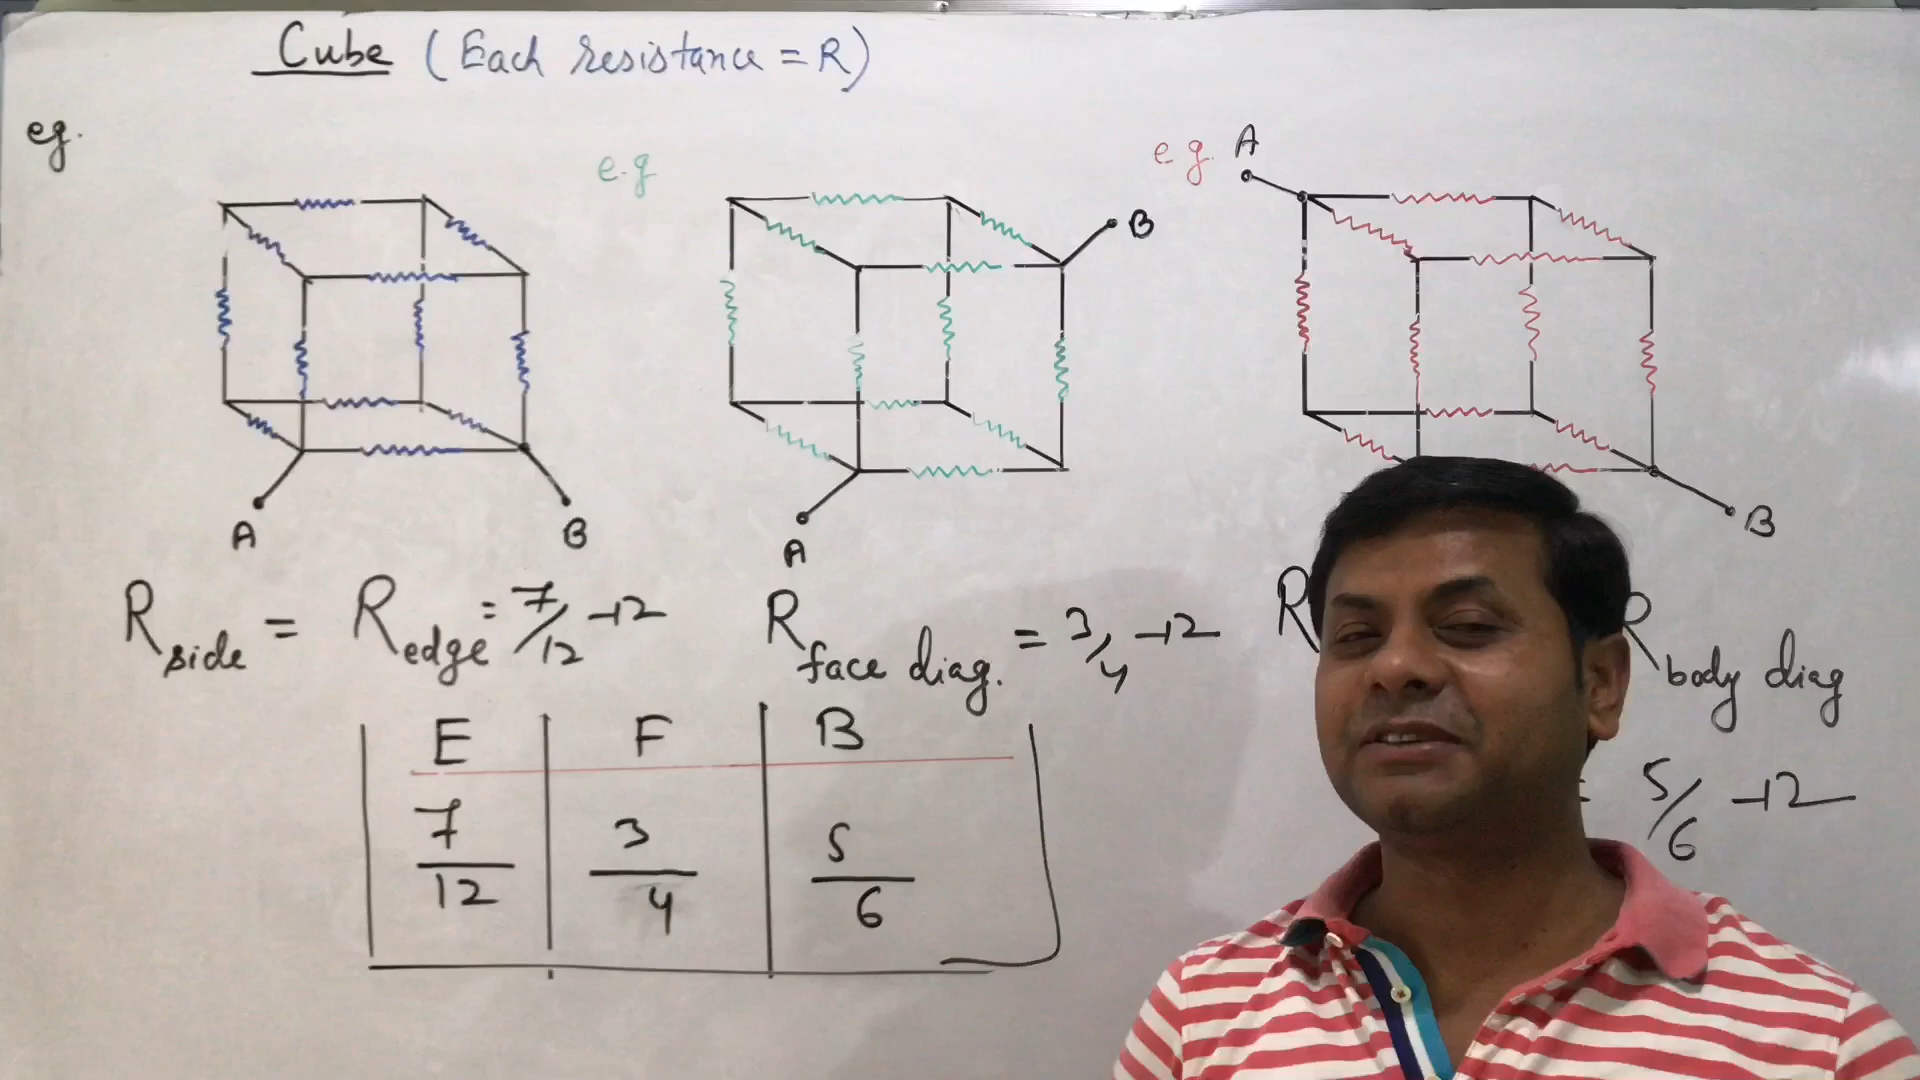 Cube (Each resistance = R)
eg.
e.g
e.g.
A
B
A
B
A
B
R side = R edge = 7/12 Ω
R face diag. = 3/4 Ω
R
R body diag
= 5/6 Ω
E F B
7/12 3/4 5/6